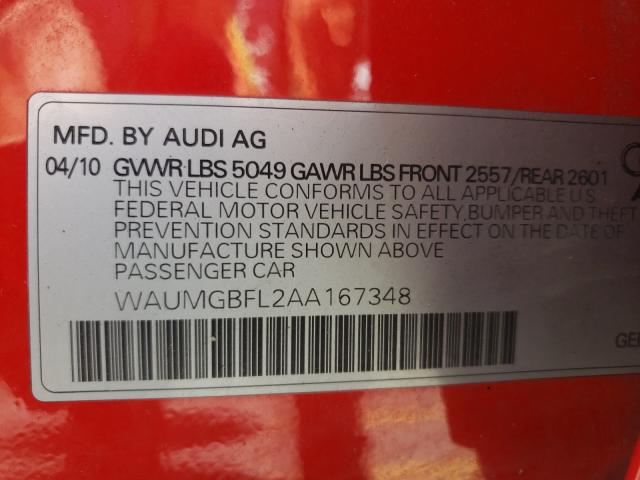 MFD. BY AUDI AG
04/10 GVWR LBS 5049 GAWR LBS FRONT 2557/REAR 2601
THIS VEHICLE CONFORMS TO ALL APPLICABLE U.S
FEDERAL MOTOR VEHICLE SAFETY, BUMPER AND THEFT
PREVENTION STANDARDS IN EFFECT ON THE DATE OF
MANUFACTURE SHOWN ABOVE
PASSENGER CAR
WAUMGBFL2AA167348
GE